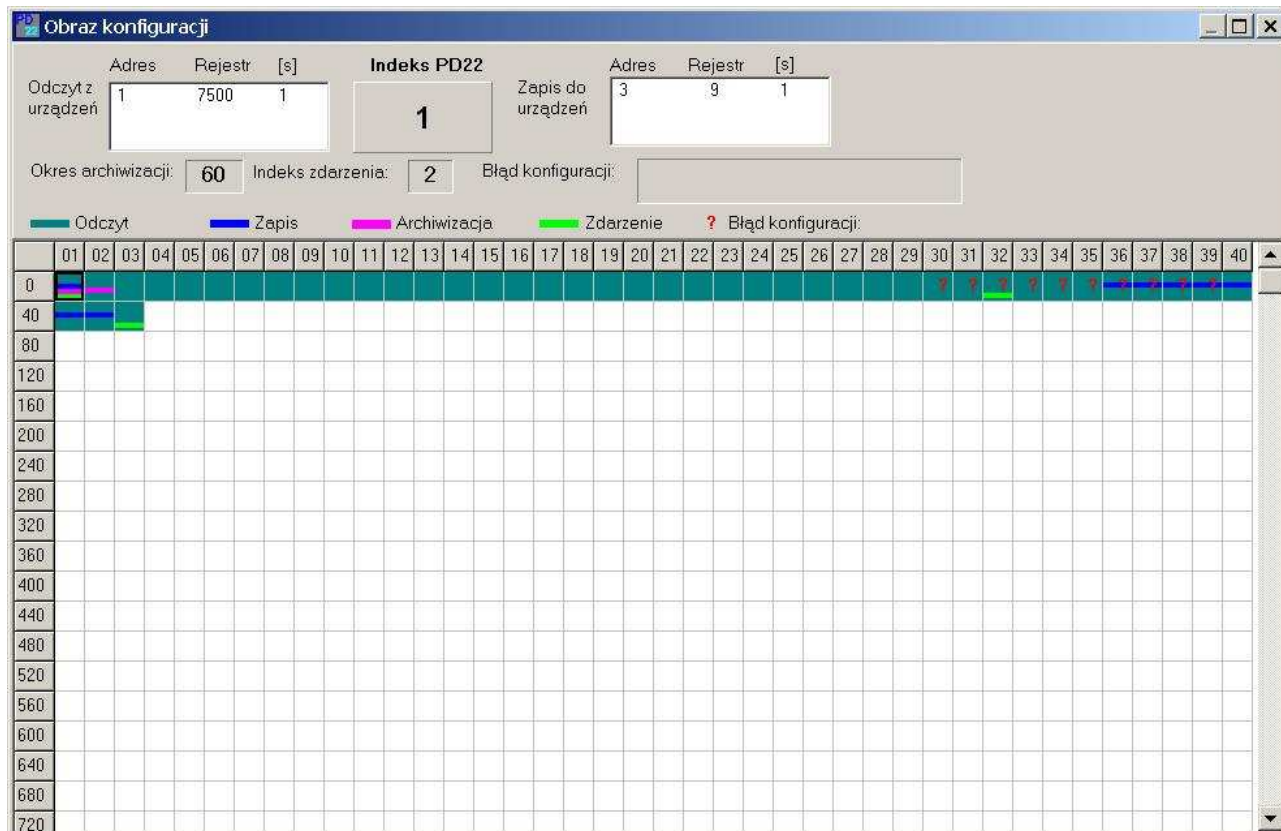 PD 22 Obraz konfiguracji
Adres Rejestr [s] Indeks PD22 Adres Rejestr [s]
Odczyt z urządzeń 1 7500 1 1 Zapis do urządzeń 3 9 1
Okres archiwizacji: 60 Indeks zdarzenia: 2 Błąd konfiguracji:
Odczyt Zapis Archiwizacja Zdarzenie ? Błąd konfiguracji:
01 02 03 04 05 06 07 08 09 10 11 12 13 14 15 16 17 18 19 20 21 22 23 24 25 26 27 28 29 30 31 32 33 34 35 36 37 38 39 40
0 ? ? ? ? ? ? ? ? ? ?
40
80
120
160
200
240
280
320
360
400
440
480
520
560
600
640
680
720